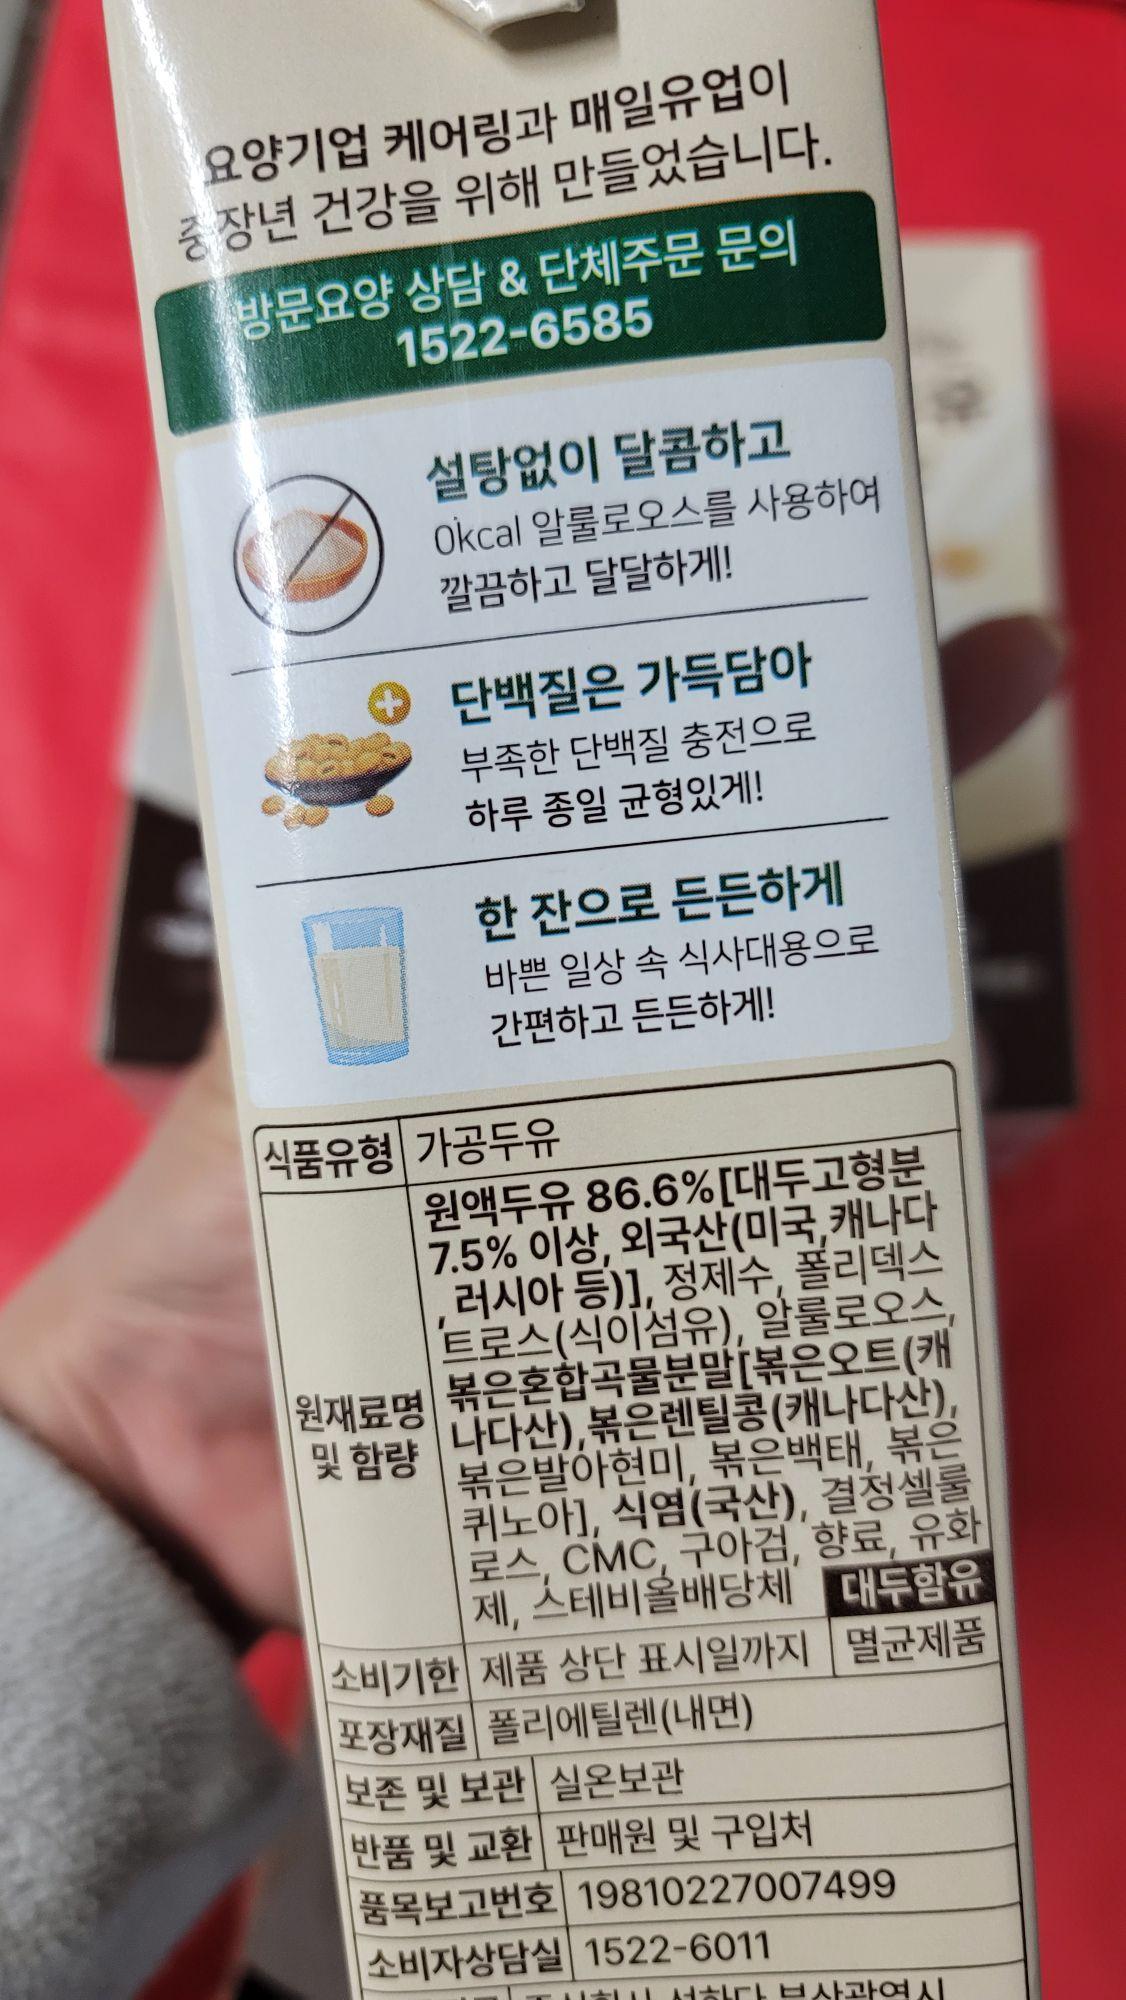 요양기업 케어링과 매일유업이
중장년 건강을 위해 만들었습니다.
방문요양 상담 & 단체주문 문의
1522-6585
설탕없이 달콤하고
0kcal 알룰로오스를 사용하여
깔끔하고 달달하게!
단백질은 가득담아
부족한 단백질 충전으로
하루 종일 균형있게!
한 잔으로 든든하게
바쁜 일상 속 식사대용으로
간편하고 든든하게!
식품유형 가공두유
원재료명
및 함량
원액두유 86.6%[대두고형분
7.5% 이상, 외국산(미국,캐나다
, 러시아 등)], 정제수, 폴리덱스
트로스(식이섬유), 알룰로오스,
볶은혼합곡물분말[볶은오트(캐
나다산),볶은렌틸콩(캐나다산),
볶은발아현미, 볶은백태, 볶은
퀴노아], 식염(국산), 결정셀룰
로스, CMC, 구아검, 향료, 유화
제, 스테비올배당체 대두함유
소비기한 제품 상단 표시일까지 멸균제품
포장재질 폴리에틸렌(내면)
보존 및 보관 실온보관
반품 및 교환 판매원 및 구입처
품목보고번호 19810227007499
소비자상담실 1522-6011
부산광역시
유